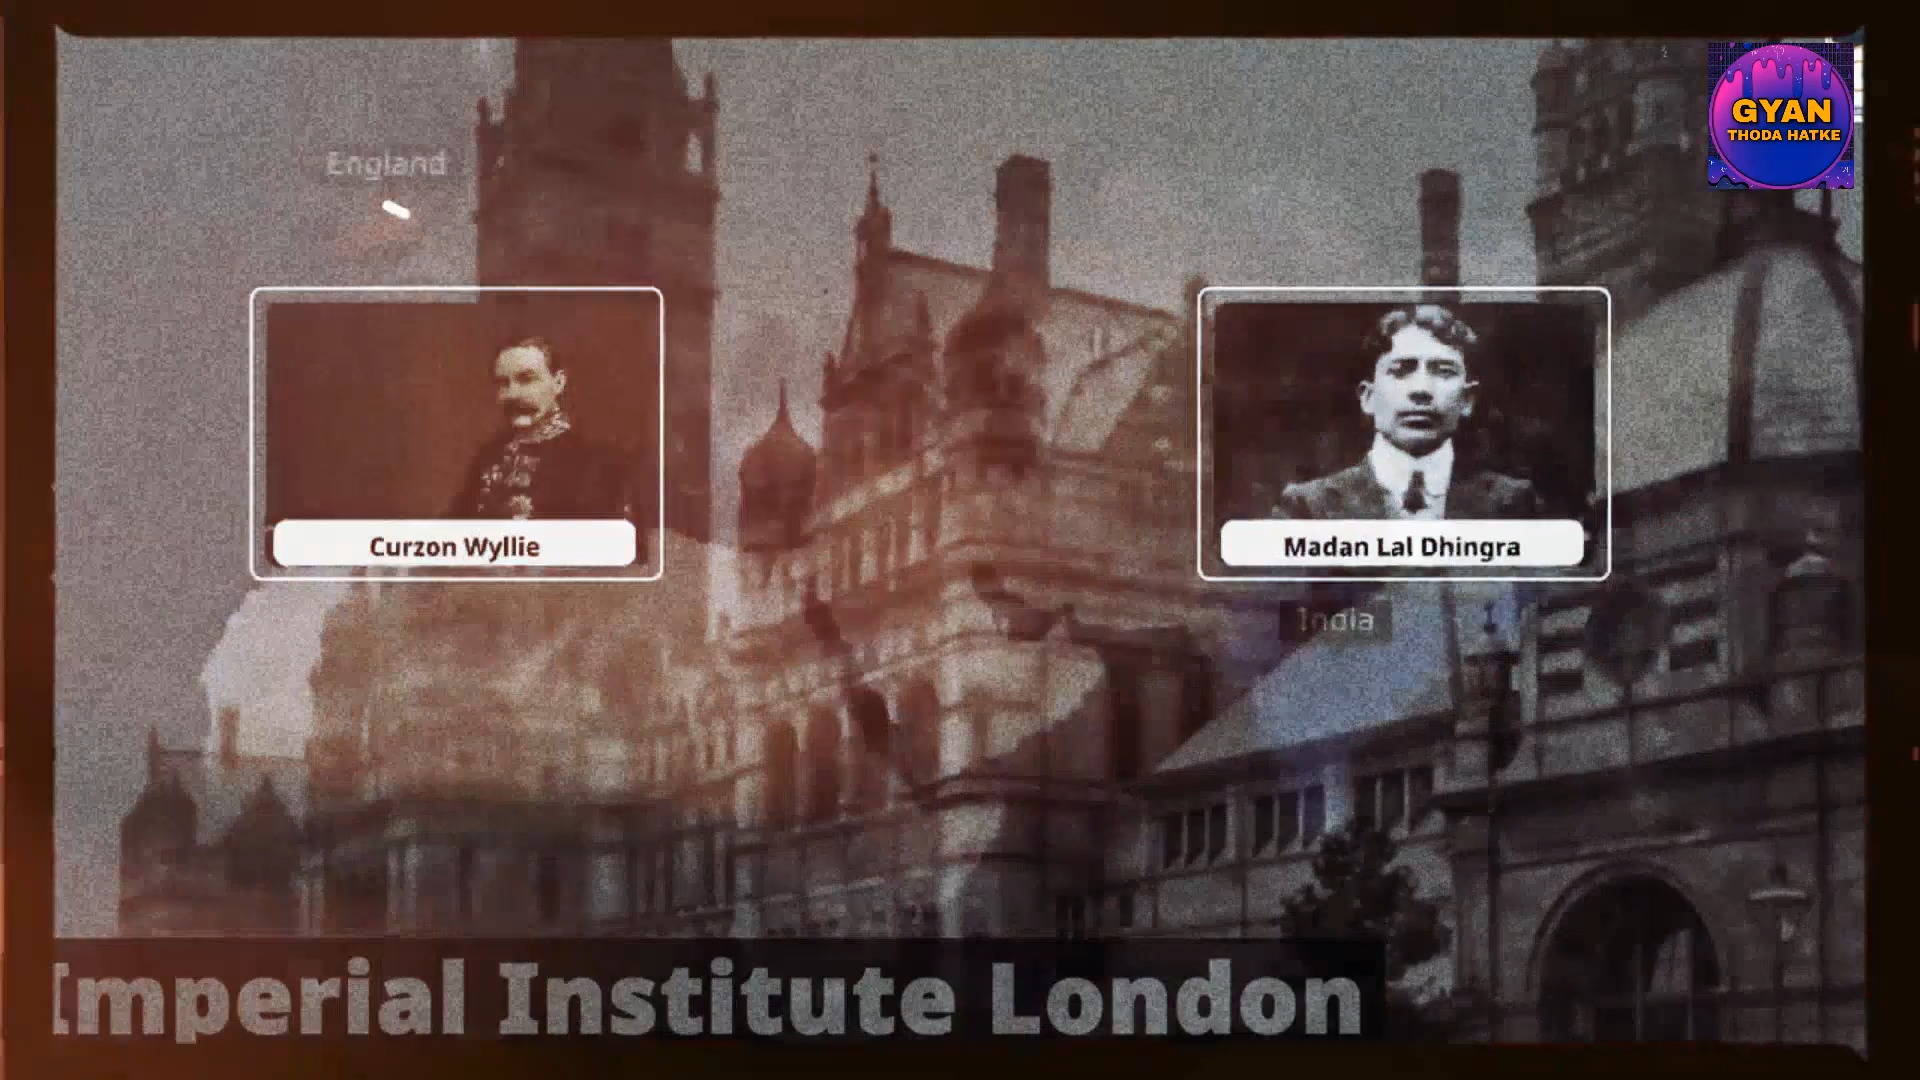 GYAN
THODA HATKE
England
Curzon Wyllie
Madan Lal Dhingra
India
Imperial Institute London